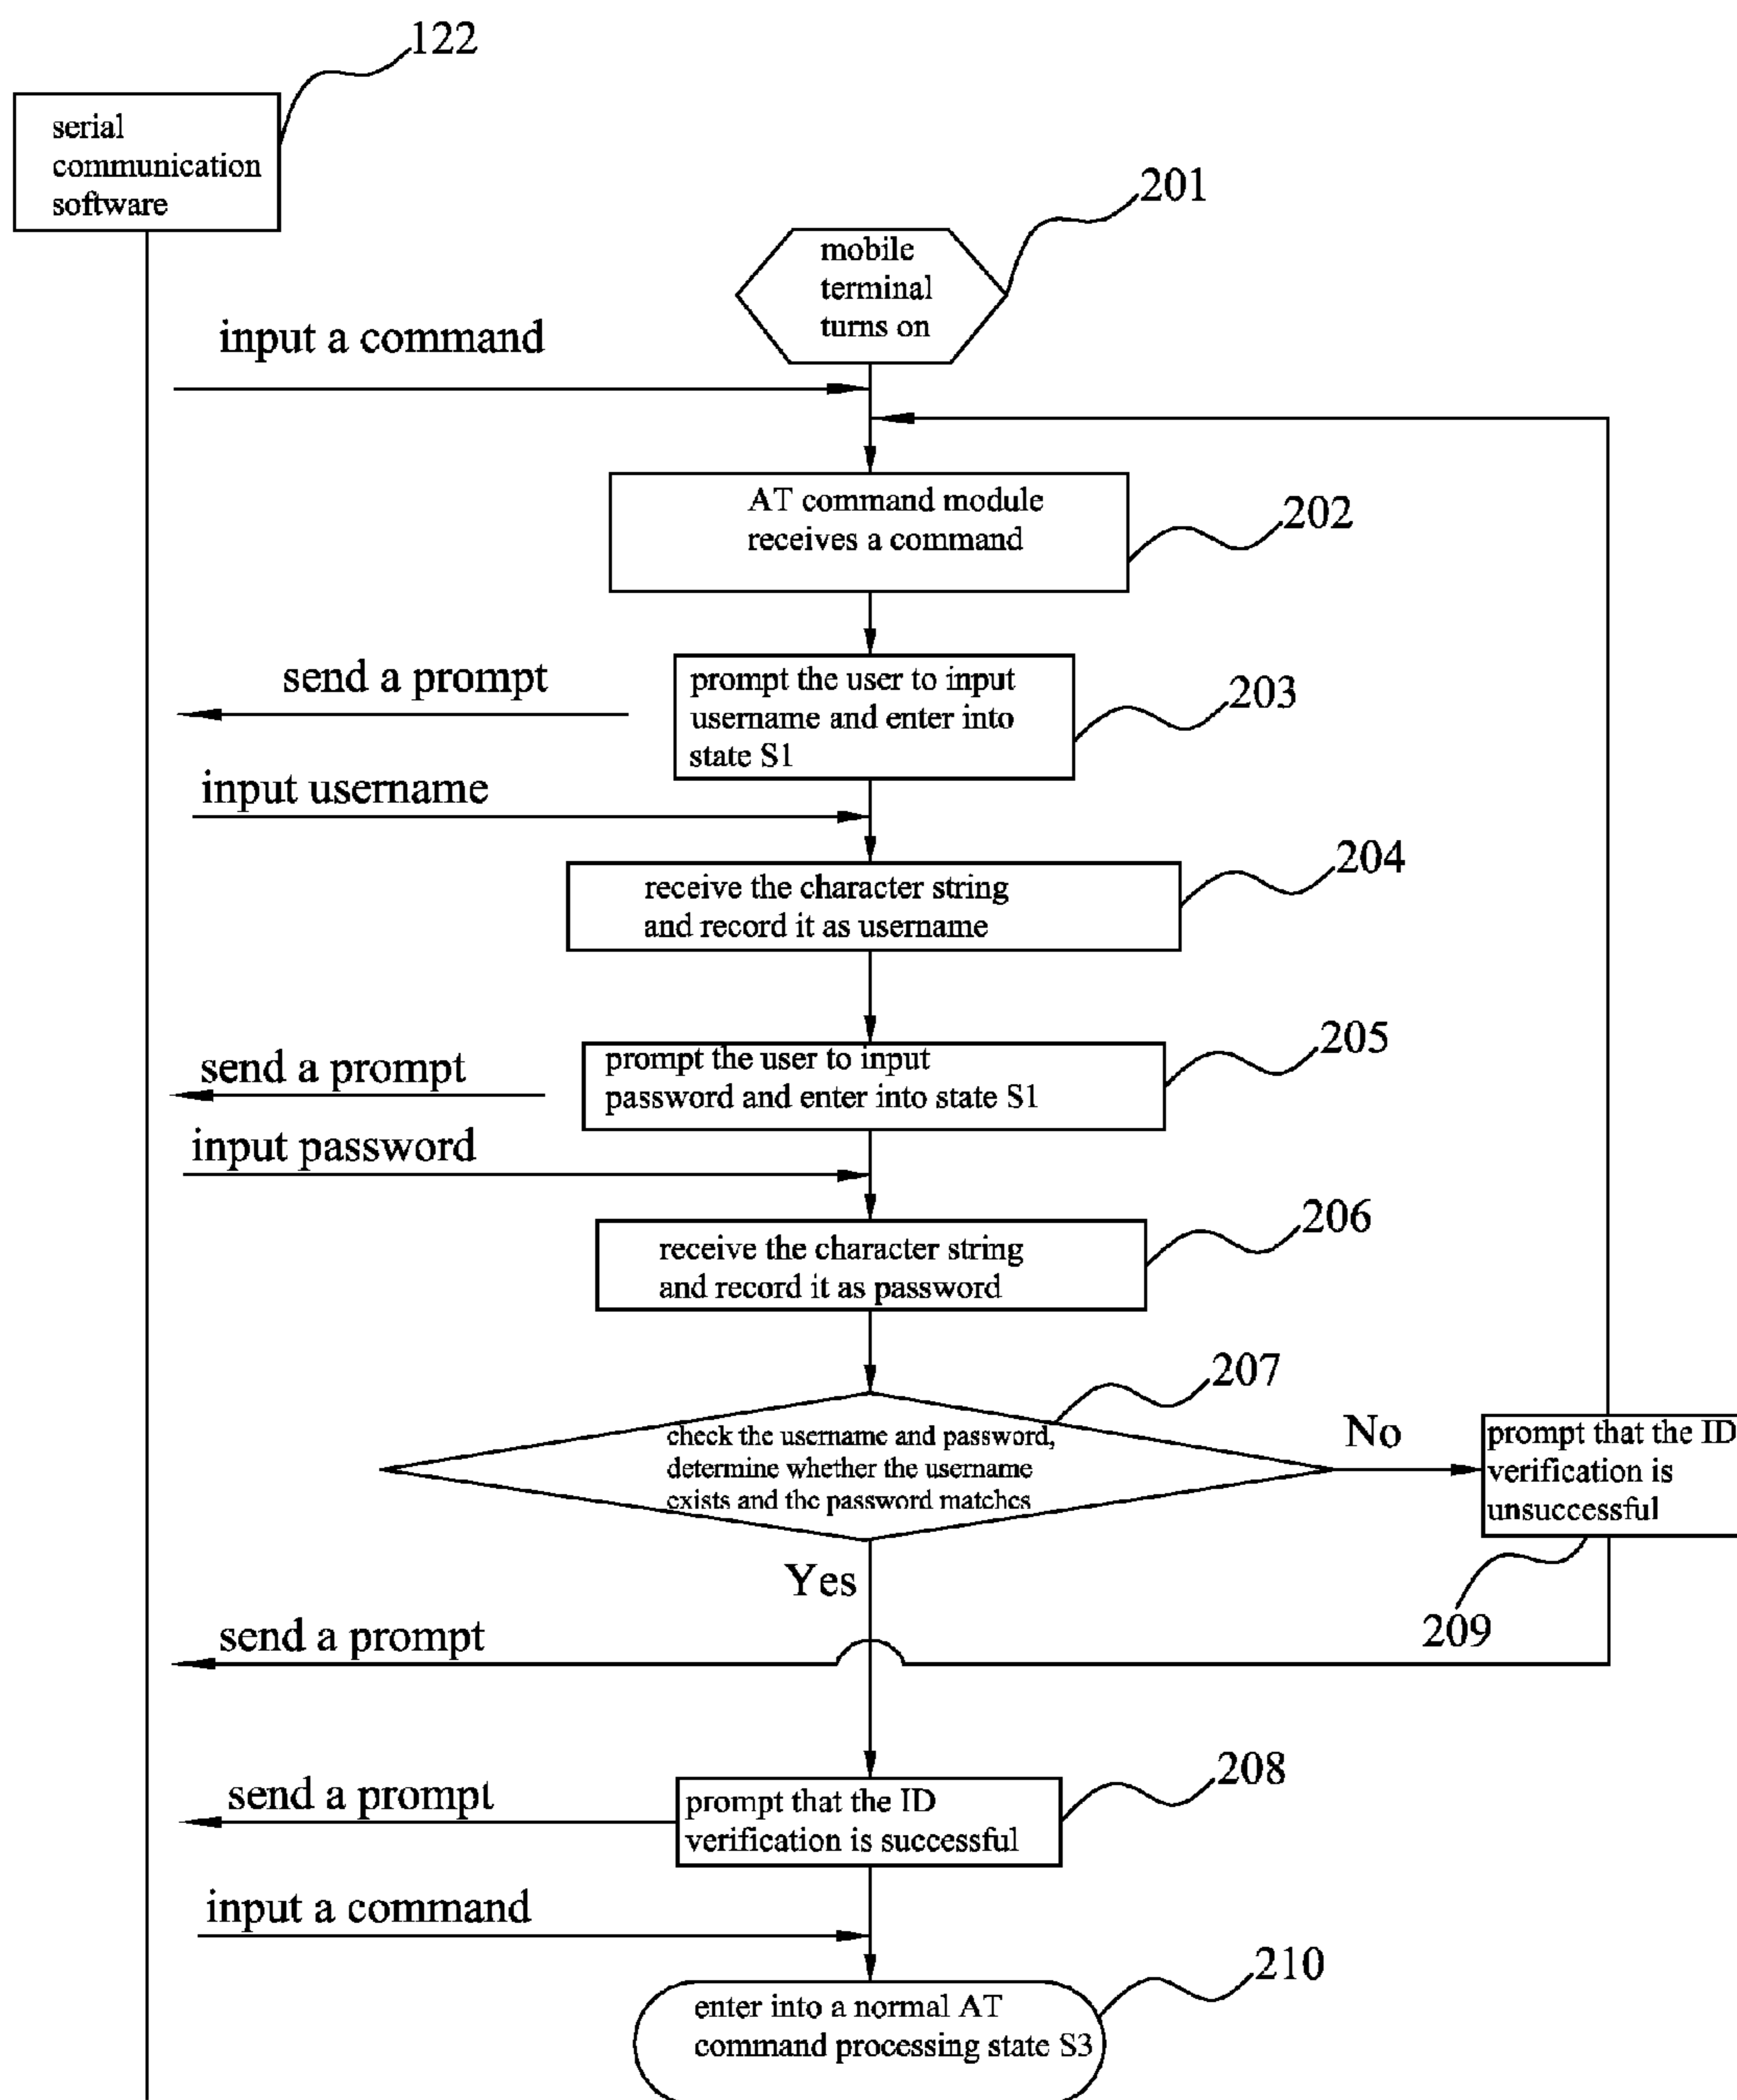 122
serial
communication
software
201
mobile
terminal
turns on
input a command
AT command module
receives a command
202
send a prompt
prompt the user to input
username and enter into
state S1
203
input username
204
receive the character string
and record it as username
205
send a prompt
prompt the user to input
password and enter into state S1
input password
206
receive the character string
and record it as password
207
check the username and password,
determine whether the username
exists and the password matches
No
prompt that the ID
verification is
unsuccessful
Yes
209
send a prompt
208
send a prompt
prompt that the ID
verification is successful
input a command
210
enter into a normal AT
command processing state S3